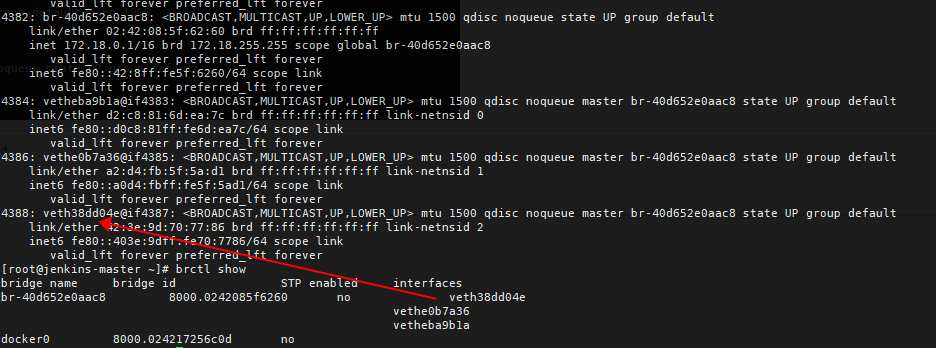 valid_lft forever preferred_lft forever
4382: br-40d652e0aac8: <BROADCAST,MULTICAST,UP,LOWER_UP> mtu 1500 qdisc noqueue state UP group default
link/ether 02:42:08:5f:62:60 brd ff:ff:ff:ff:ff:ff
inet 172.18.0.1/16 brd 172.18.255.255 scope global br-40d652e0aac8
valid_lft forever preferred_lft forever
inet6 fe80::42:8ff:fe5f:6260/64 scope link
valid_lft forever preferred_lft forever
4384: vetheba9b1a@if4383: <BROADCAST,MULTICAST,UP,LOWER_UP> mtu 1500 qdisc noqueue master br-40d652e0aac8 state UP group default
link/ether d2:c8:81:6d:ea:7c brd ff:ff:ff:ff:ff:ff link-netnsid 0
inet6 fe80::d0c8:81ff:fe6d:ea7c/64 scope link
valid_lft forever preferred_lft forever
4386: vethe0b7a36@if4385: <BROADCAST,MULTICAST,UP,LOWER_UP> mtu 1500 qdisc noqueue master br-40d652e0aac8 state UP group default
link/ether a2:d4:fb:5f:5a:d1 brd ff:ff:ff:ff:ff:ff link-netnsid 1
inet6 fe80::a0d4:fbff:fe5f:5ad1/64 scope link
valid_lft forever preferred_lft forever
4388: veth38dd04e@if4387: <BROADCAST,MULTICAST,UP,LOWER_UP> mtu 1500 qdisc noqueue master br-40d652e0aac8 state UP group default
link/ether 42:3e:9d:70:77:86 brd ff:ff:ff:ff:ff:ff link-netnsid 2
inet6 fe80::403e:9dff:fe70:7786/64 scope link
valid_lft forever preferred_lft forever
[root@jenkins-master ~]# brctl show
bridge name bridge id STP enabled interfaces
br-40d652e0aac8 8000.0242085f6260 no veth38dd04e
vethe0b7a36
vetheba9b1a
docker0 8000.024217256c0d no